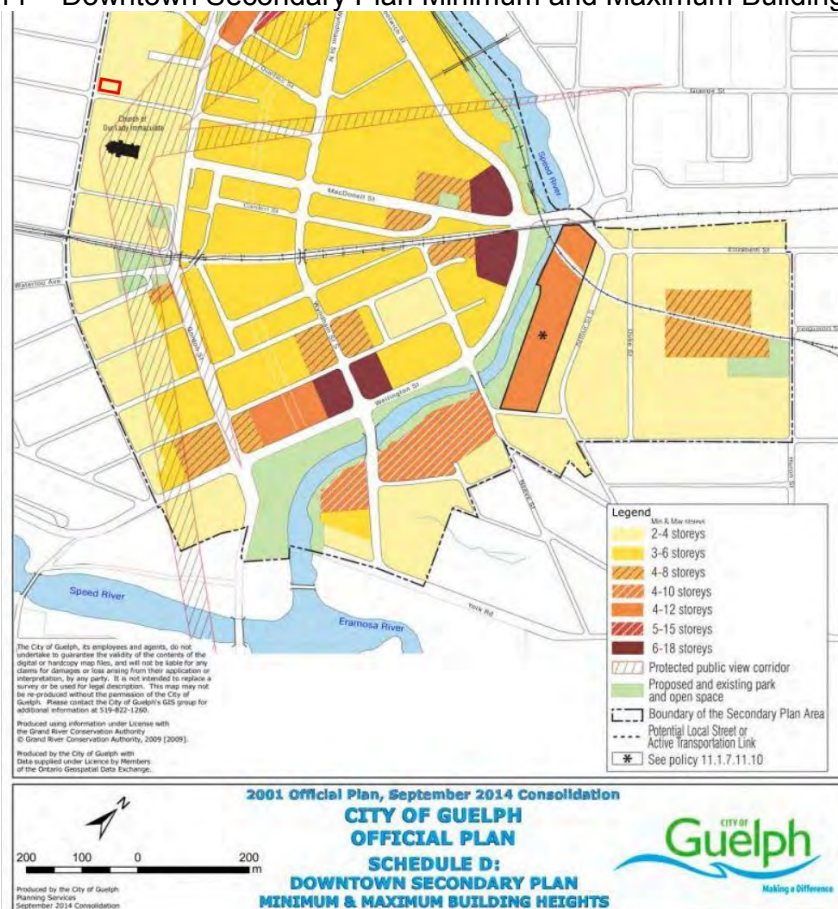 Downtown Secondary Plan Minimum and Maximum Building
Church of
Our Lady Immaculate
MacDonell St
Speed River
Elizabeth St
Waterloo Ave
Duke St
Wellington St
Neeve St
Huron St
York Rd
Speed River
Eramosa River
Legend
Min & Max storeys
2-4 storeys
3-6 storeys
4-8 storeys
4-10 storeys
4-12 storeys
5-15 storeys
6-18 storeys
Protected public view corridor
Proposed and existing park
and open space
Boundary of the Secondary Plan Area
Potential Local Street or
Active Transportation Link
* See policy 11.1.7.11.10
The City of Guelph, its employees and agents, do not
undertake to guarantee the validity of the contents of the
digital or hardcopy map files, and will not be liable for any
claims for damages or loss arising from their application or
interpretation, by any party. It is not intended to replace a
survey or be used for legal description. This map may not
be re-produced without the permission of the City of
Guelph. Please contact the City of Guelph's GIS group for
additional information at 519-822-1260.
Produced using information under License with
the Grand River Conservation Authority
© Grand River Conservation Authority, 2009 [2009].
Produced by the City of Guelph with
Data supplied under Licence by Members
of the Ontario Geospatial Data Exchange.
N
200 100 0 200
m
Produced by the City of Guelph
Planning Services
September 2014 Consolidation
2001 Official Plan, September 2014 Consolidation
CITY OF GUELPH
OFFICIAL PLAN
SCHEDULE D:
DOWNTOWN SECONDARY PLAN
MINIMUM & MAXIMUM BUILDING HEIGHTS
CITY OF
Guelph
Making a Difference